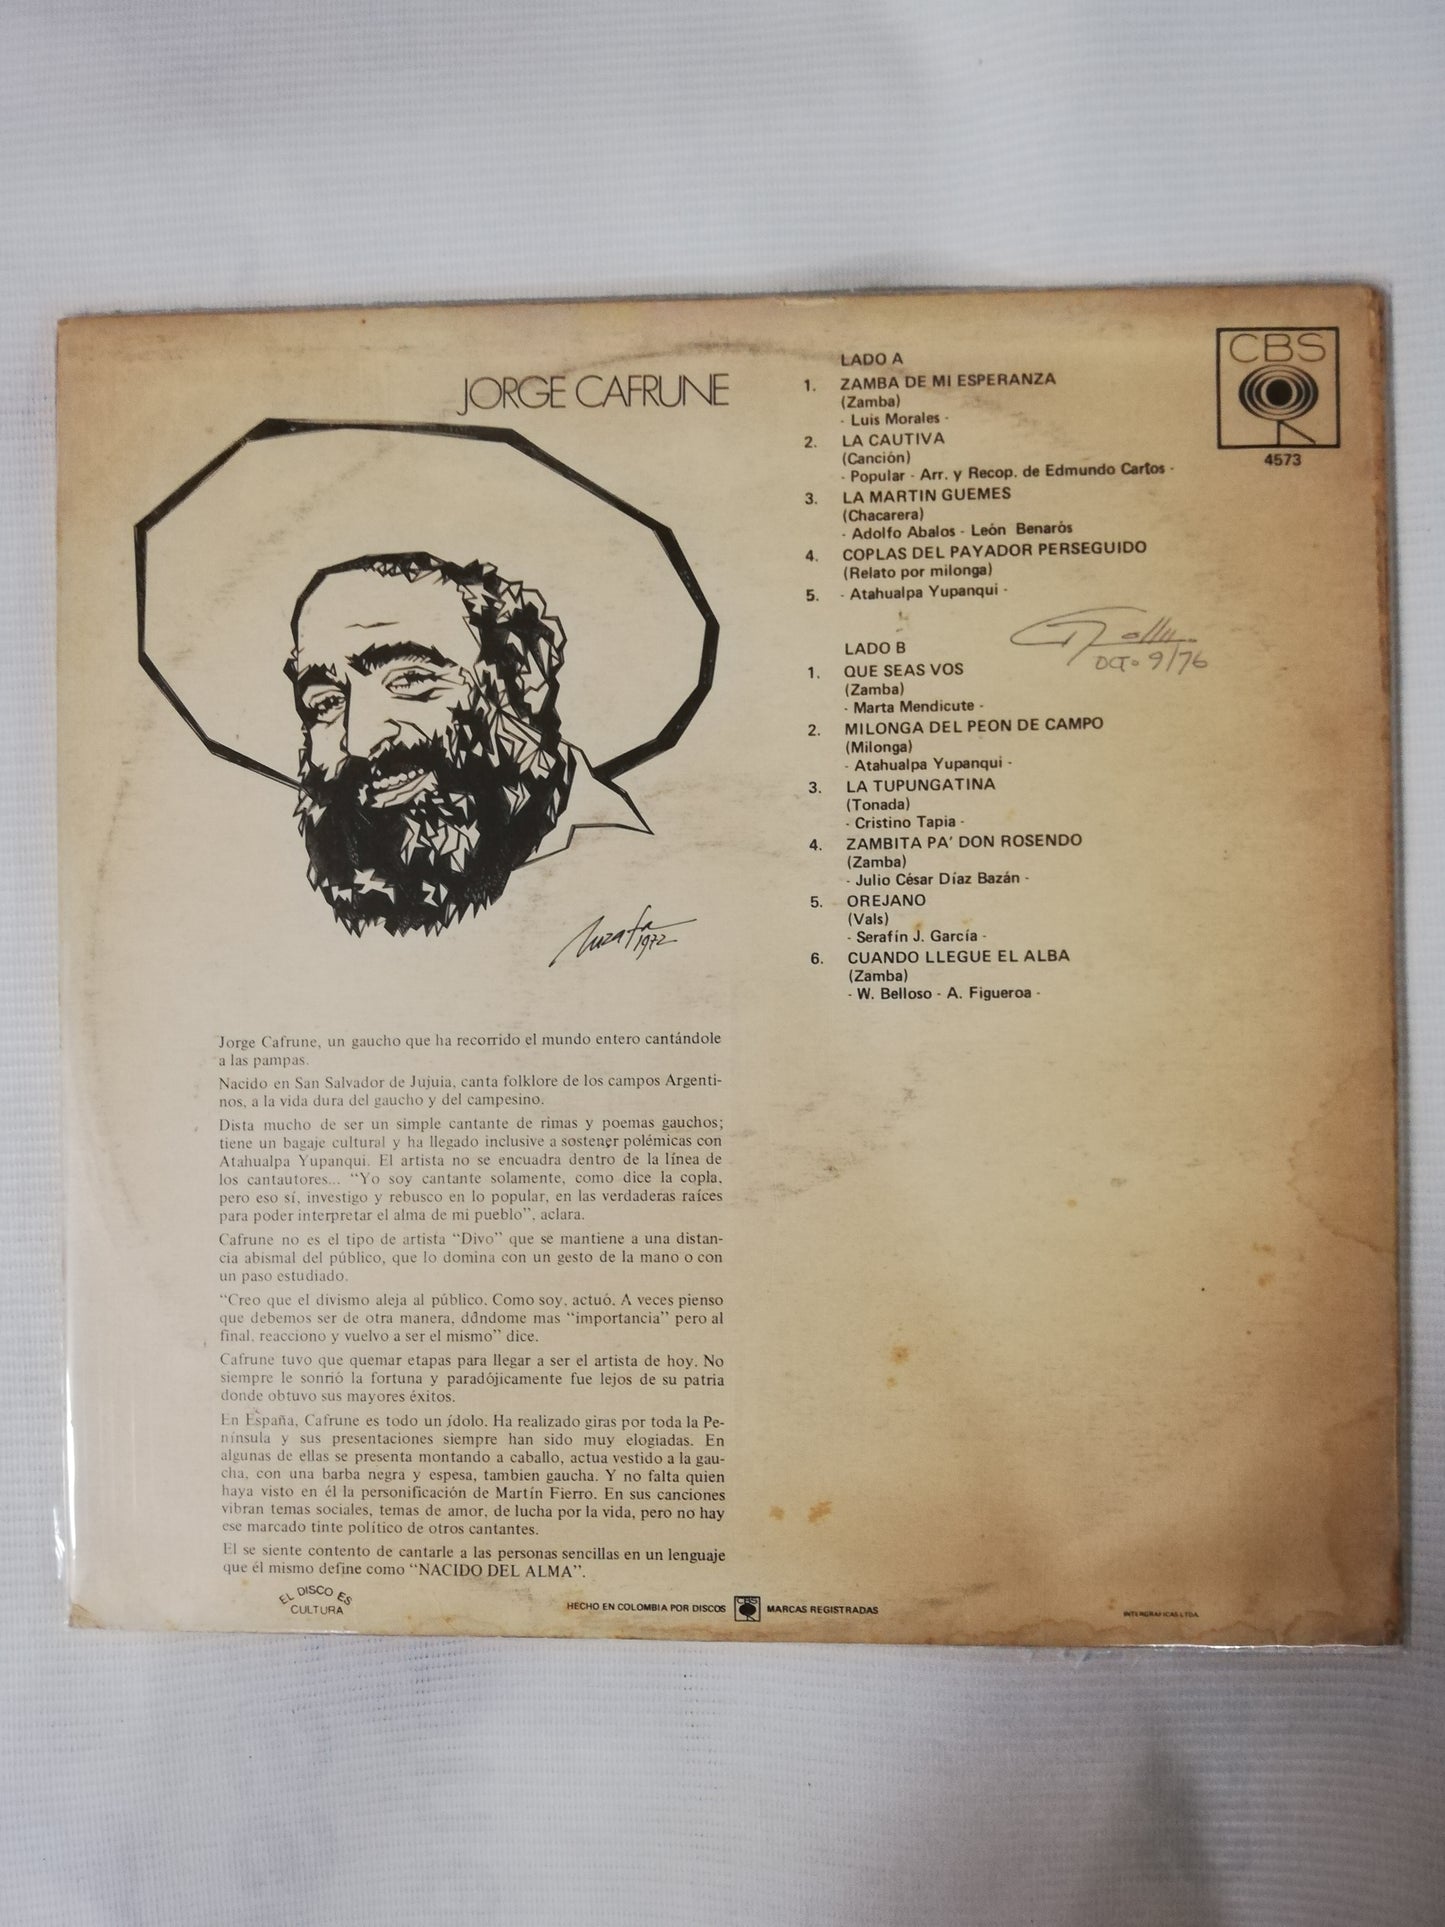 JORGE CAFRUNE
1972
Jorge Cafrune, un gaucho que ha recorrido el mundo entero cantándole
a las pampas.
Nacido en San Salvador de Jujuia, canta folklore de los campos Argenti-
nos, a la vida dura del gaucho y del campesino.
Dista mucho de ser un simple cantante de rimas y poemas gauchos;
tiene un bagaje cultural y ha llegado inclusive a sostener polémicas con
Atahualpa Yupanqui. El artista no se encuadra dentro de la línea de
los cantautores... “Yo soy cantante solamente, como dice la copla,
pero eso sí, investigo y rebusco en lo popular, en las verdaderas raíces
para poder interpretar el alma de mi pueblo”, aclara.
Cafrune no es el tipo de artista “Divo” que se mantiene a una distan-
cia abismal del público, que lo domina con un gesto de la mano o con
un paso estudiado.
“Creo que el divismo aleja al público. Como soy, actuó. A veces pienso
que debemos ser de otra manera, dándome mas “importancia” pero al
final, reacciono y vuelvo a ser el mismo” dice.
Cafrune tuvo que quemar etapas para llegar a ser el artista de hoy. No
siempre le sonrió la fortuna y paradójicamente fue lejos de su patria
donde obtuvo sus mayores éxitos.
En España, Cafrune es todo un ídolo. Ha realizado giras por toda la Pe-
nínsula y sus presentaciones siempre han sido muy elogiadas. En
algunas de ellas se presenta montando a caballo, actua vestido a la gau-
cha, con una barba negra y espesa, tambien gaucha. Y no falta quien
haya visto en él la personificación de Martín Fierro. En sus canciones
vibran temas sociales, temas de amor, de lucha por la vida, pero no hay
ese marcado tinte político de otros cantantes.
El se siente contento de cantarle a las personas sencillas en un lenguaje
que él mismo define como “NACIDO DEL ALMA”.
LADO A
1. ZAMBA DE MI ESPERANZA
(Zamba)
- Luis Morales -
2. LA CAUTIVA
(Canción)
- Popular - Arr. y Recop. de Edmundo Cartos -
3. LA MARTIN GUEMES
(Chacarera)
- Adolfo Abalos - León Benarós
4. COPLAS DEL PAYADOR PERSEGUIDO
(Relato por milonga)
5. - Atahualpa Yupanqui -
LADO B
1. QUE SEAS VOS
(Zamba)
- Marta Mendicute -
2. MILONGA DEL PEON DE CAMPO
(Milonga)
- Atahualpa Yupanqui -
3. LA TUPUNGATINA
(Tonada)
- Cristino Tapia -
4. ZAMBITA PA' DON ROSENDO
(Zamba)
- Julio César Díaz Bazán -
5. OREJANO
(Vals)
- Serafín J. García -
6. CUANDO LLEGUE EL ALBA
(Zamba)
- W. Belloso - A. Figueroa -
CBS
4573
Oct. 9/76
EL DISCO ES
CULTURA
HECHO EN COLOMBIA POR DISCOS CBS MARCAS REGISTRADAS
INTERGRAFICAS LTDA.